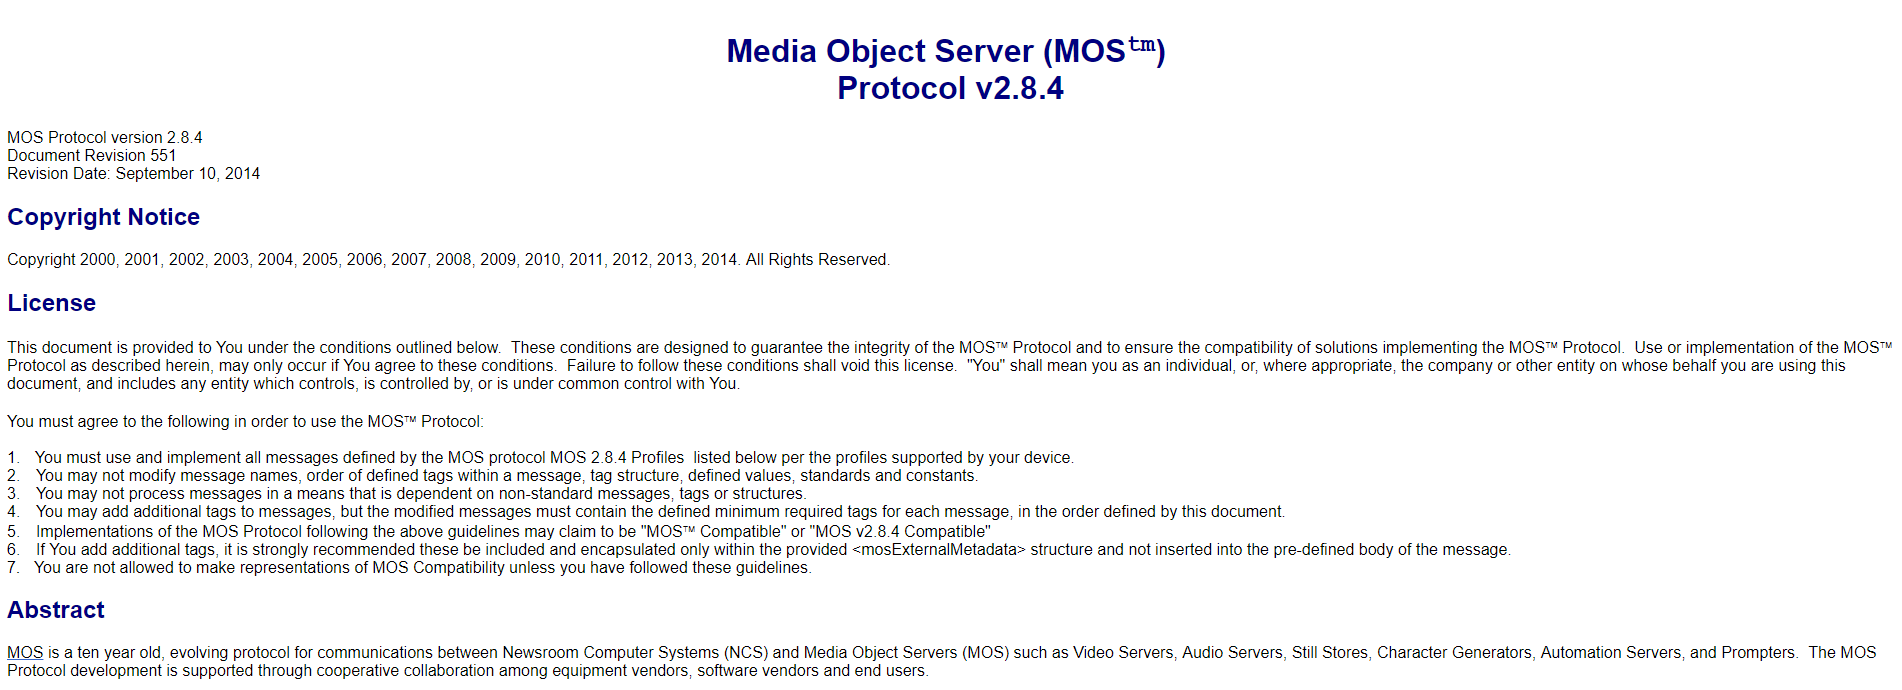 Media Object Server (MOStm)
Protocol v2.8.4
MOS Protocol version 2.8.4
Document Revision 551
Revision Date: September 10, 2014
Copyright Notice
Copyright 2000, 2001, 2002, 2003, 2004, 2005, 2006, 2007, 2008, 2009, 2010, 2011, 2012, 2013, 2014. All Rights Reserved.
License
This document is provided to You under the conditions outlined below.  These conditions are designed to guarantee the integrity of the MOS™ Protocol and to ensure the compatibility of solutions implementing the MOS™ Protocol.  Use or implementation of the MOS™
Protocol as described herein, may only occur if You agree to these conditions.  Failure to follow these conditions shall void this license.  "You" shall mean you as an individual, or, where appropriate, the company or other entity on whose behalf you are using this
document, and includes any entity which controls, is controlled by, or is under common control with You.
You must agree to the following in order to use the MOS™ Protocol:
1.   You must use and implement all messages defined by the MOS protocol MOS 2.8.4 Profiles  listed below per the profiles supported by your device.
2.   You may not modify message names, order of defined tags within a message, tag structure, defined values, standards and constants.
3.   You may not process messages in a means that is dependent on non-standard messages, tags or structures.
4.   You may add additional tags to messages, but the modified messages must contain the defined minimum required tags for each message, in the order defined by this document.
5.   Implementations of the MOS Protocol following the above guidelines may claim to be "MOS™ Compatible" or "MOS v2.8.4 Compatible"
6.   If You add additional tags, it is strongly recommended these be included and encapsulated only within the provided <mosExternalMetadata> structure and not inserted into the pre-defined body of the message.
7.   You are not allowed to make representations of MOS Compatibility unless you have followed these guidelines.
Abstract
MOS is a ten year old, evolving protocol for communications between Newsroom Computer Systems (NCS) and Media Object Servers (MOS) such as Video Servers, Audio Servers, Still Stores, Character Generators, Automation Servers, and Prompters.  The MOS
Protocol development is supported through cooperative collaboration among equipment vendors, software vendors and end users.